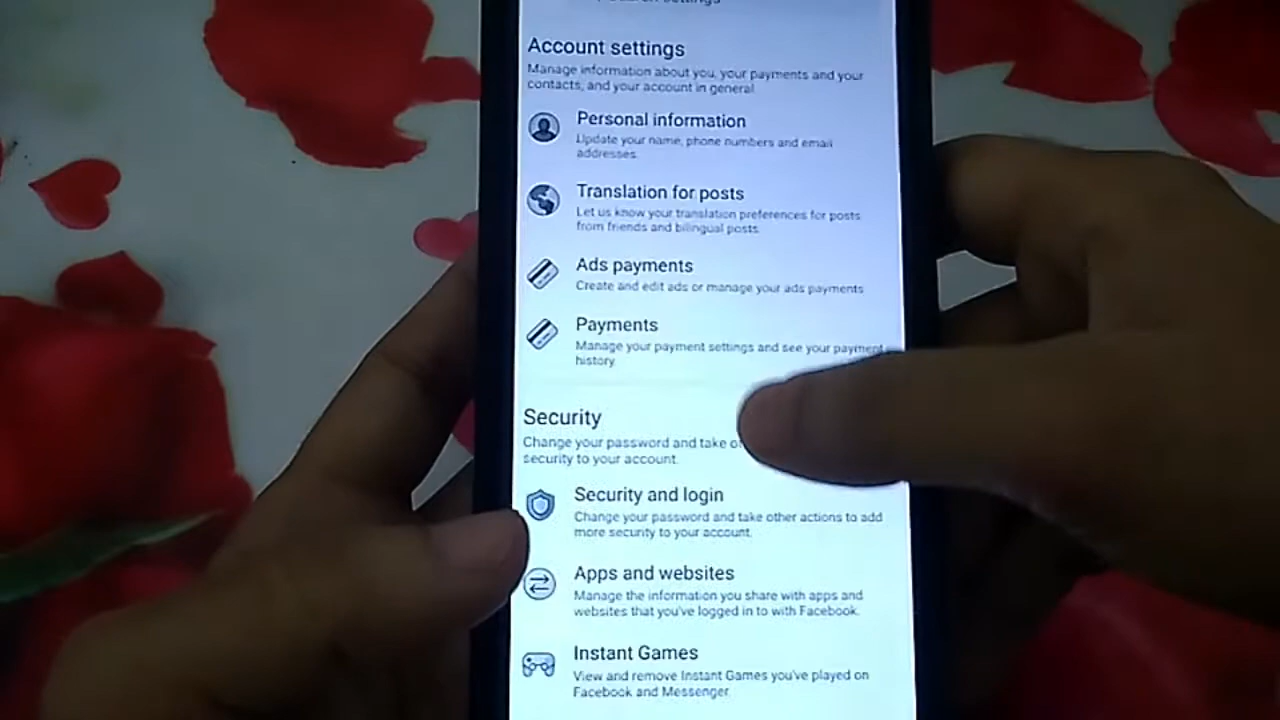 settings
Account settings
Manage information about you, your payments and your
contacts, and your account in general.
Personal information
Update your name, phone numbers and email
addresses.
Translation for posts
Let us know your translation preferences for posts
from friends and bilingual posts.
Ads payments
Create and edit ads or manage your ads payments
Payments
Manage your payment settings and see your payment
history.
Security
Change your password and take
security to your account.
Security and login
Change your password and take other actions to add
more security to your account.
Apps and websites
Manage the information you share with apps and
websites that you've logged in to with Facebook.
Instant Games
View and remove Instant Games you've played on
Facebook and Messenger.